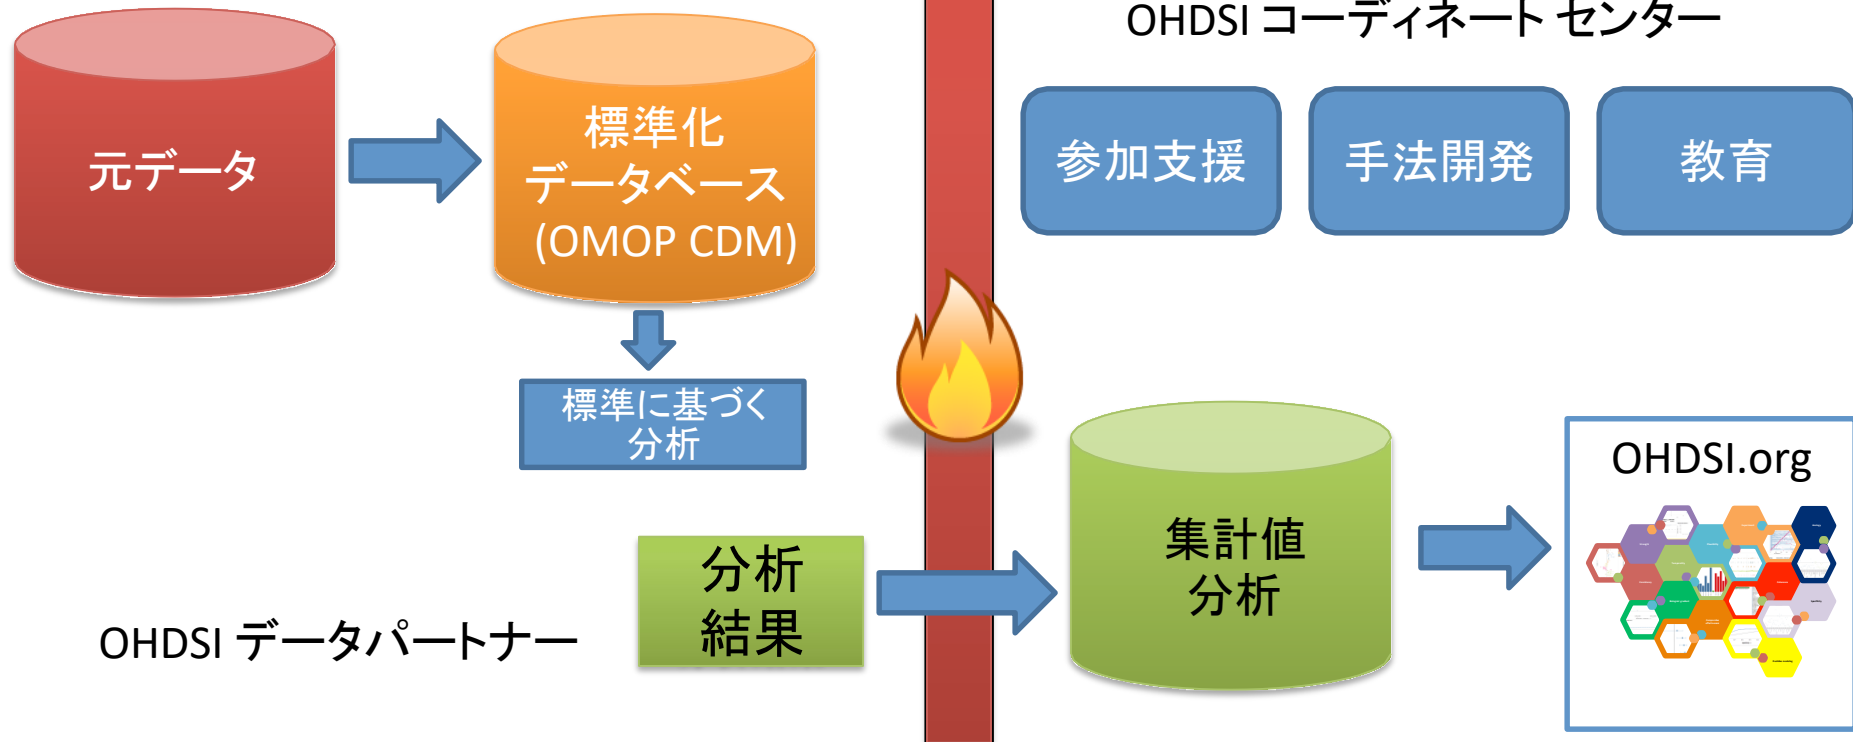 OHDSI コーディネート センター
元データ
標準化
データベース
(OMOP CDM)
参加支援
手法開発
教育
標準に基づく
分析
OHDSI データパートナー
分析
結果
集計値
分析
OHDSI.org